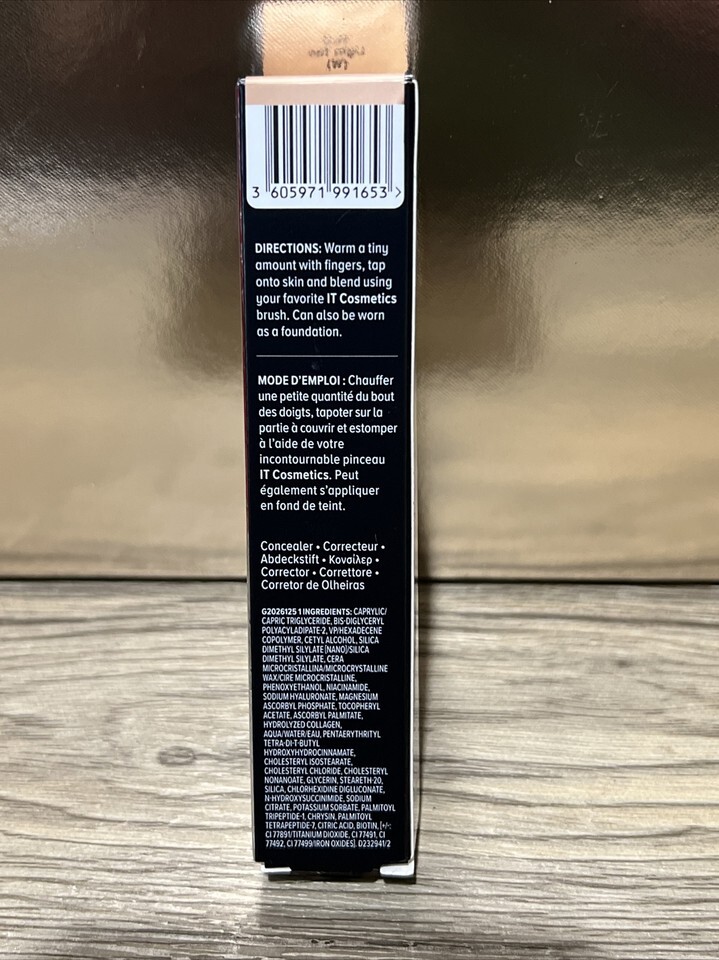 3 605971 991653 >
DIRECTIONS: Warm a tiny
amount with fingers, tap
onto skin and blend using
your favorite IT Cosmetics
brush. Can also be worn
as a foundation.
MODE D'EMPLOI : Chauffer
une petite quantité du bout
des doigts, tapoter sur la
partie à couvrir et estomper
à l'aide de votre
incontournable pinceau
IT Cosmetics. Peut
également s'appliquer
en fond de teint.
Concealer • Correcteur •
Abdeckstift • Κονσίλερ •
Corrector • Correttore •
Corretor de Olheiras
G2026125 1 INGREDIENTS: CAPRYLIC/
CAPRIC TRIGLYCERIDE, BIS-DIGLYCERYL
POLYACYLADIPATE-2, VP/HEXADECENE
COPOLYMER, CETYL ALCOHOL, SILICA
DIMETHYL SILYLATE [NANO]/SILICA
DIMETHYL SILYLATE, CERA
MICROCRISTALLINA/MICROCRYSTALLINE
WAX/CIRE MICROCRISTALLINE,
PHENOXYETHANOL, NIACINAMIDE,
SODIUM HYALURONATE, MAGNESIUM
ASCORBYL PHOSPHATE, TOCOPHERYL
ACETATE, ASCORBYL PALMITATE,
HYDROLYZED COLLAGEN,
AQUA/WATER/EAU, PENTAERYTHRITYL
TETRA-DI-T-BUTYL
HYDROXYHYDROCINNAMATE,
CHOLESTERYL ISOSTEARATE,
CHOLESTERYL CHLORIDE, CHOLESTERYL
NONANOATE, GLYCERIN, STEARETH-20,
SILICA, CHLORHEXIDINE DIGLUCONATE,
N-HYDROXYSUCCINIMIDE, SODIUM
CITRATE, POTASSIUM SORBATE, PALMITOYL
TRIPEPTIDE-1, CHRYSIN, PALMITOYL
TETRAPEPTIDE-7, CITRIC ACID, BIOTIN, [+/-:
CI 77891/TITANIUM DIOXIDE, CI 77491, CI
77492, CI 77499/IRON OXIDES]. D232941/2